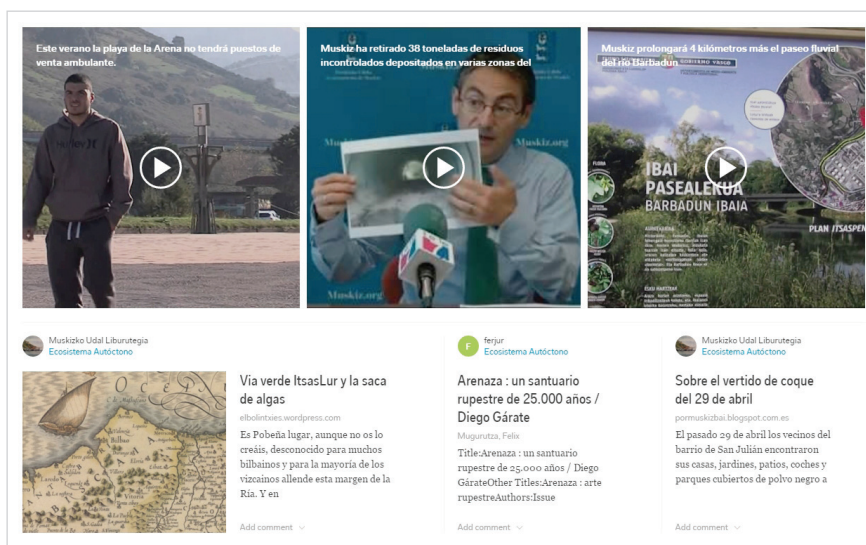 Este verano la playa de la Arena no tendrá puestos de
venta ambulante.
Muskiz ha retirado 38 toneladas de residuos
incontrolados depositados en varias zonas del
Muskiz.org
Muskiz.org
Muskiz prolongará 4 kilómetros más el paseo fluvial
del río Barbadun
GOBIERNO VASCO
FLORA
IBAI
PASEALEKUA
BARBADUN IBAIA
PLAN ITSASPEN
Muskizko Udal Liburutegia
Ecosistema Autóctono
Via verde ItsasLur y la saca
de algas
elbolintxies.wordpress.com
Es Pobeña lugar, aunque no os lo
creáis, desconocido para muchos
bilbainos y para la mayoría de los
vizcainos allende esta margen de la
Ría. Y en
Add comment
F
ferjur
Ecosistema Autóctono
Arenaza : un santuario
rupestre de 25.000 años /
Diego Gárate
Mugurutza, Felix
Title:Arenaza : un santuario
rupestre de 25.000 años / Diego
GárateOther Titles:Arenaza : arte
rupestreAuthors:Issue
Add comment
Muskizko Udal Liburutegia
Ecosistema Autóctono
Sobre el vertido de coque
del 29 de abril
pormuskizbai.blogspot.com.es
El pasado 29 de abril los vecinos del
barrio de San Julián encontraron
sus casas, jardines, patios, coches y
parques cubiertos de polvo negro a
Add comment